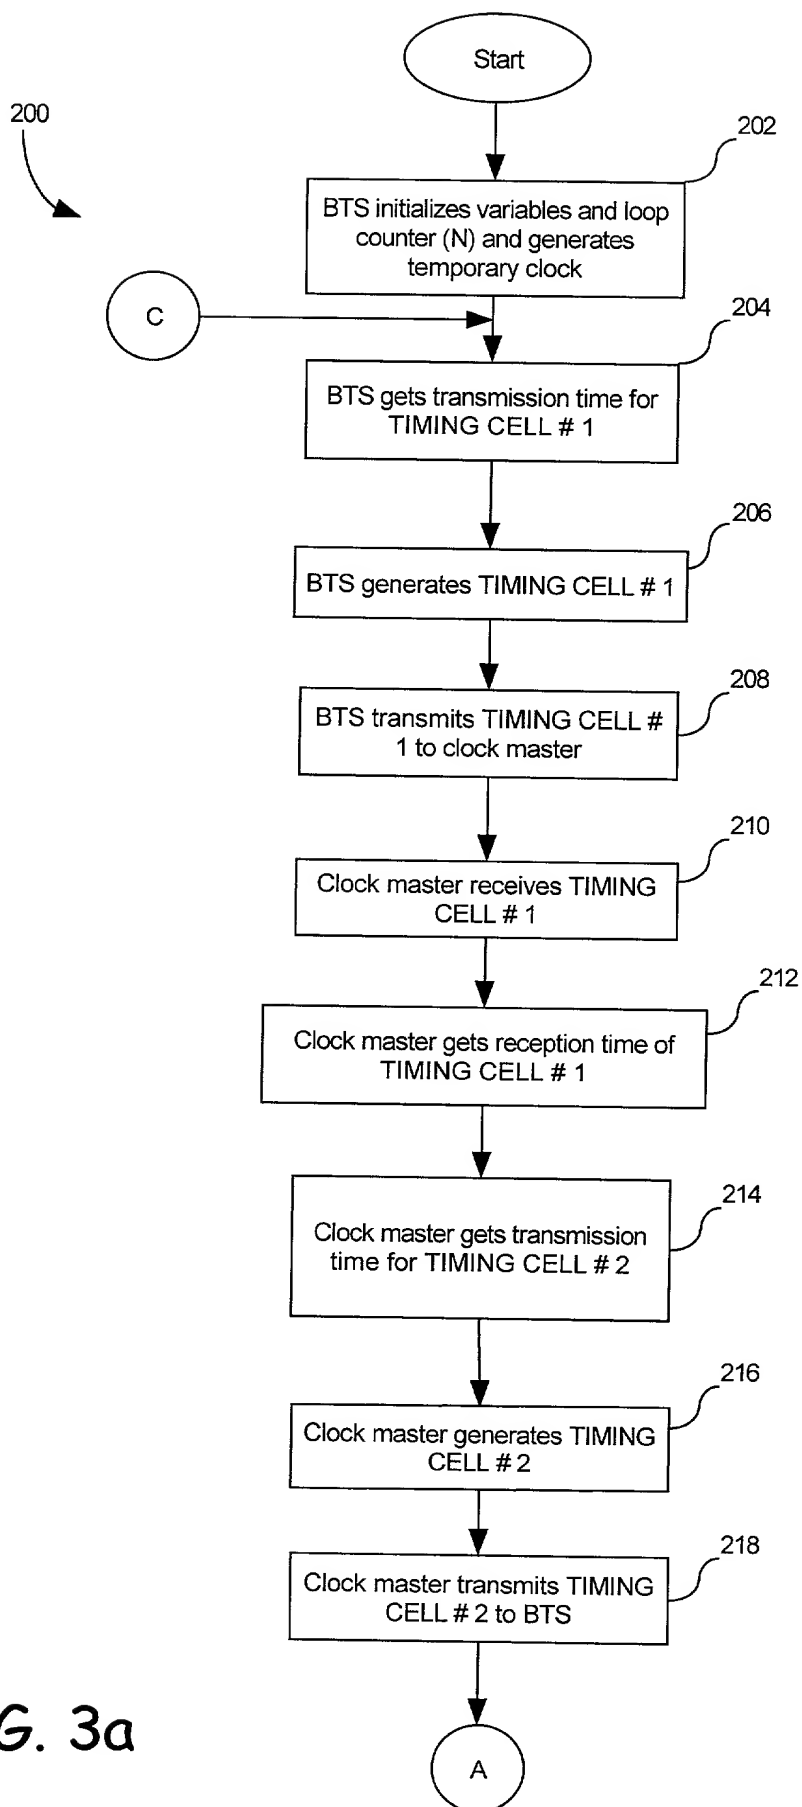 Start
200
202
BTS initializes variables and loop
counter (N) and generates
temporary clock
C
204
BTS gets transmission time for
TIMING CELL # 1
206
BTS generates TIMING CELL # 1
208
BTS transmits TIMING CELL #
1 to clock master
210
Clock master receives TIMING
CELL # 1
212
Clock master gets reception time of
TIMING CELL # 1
214
Clock master gets transmission
time for TIMING CELL # 2
216
Clock master generates TIMING
CELL # 2
218
Clock master transmits TIMING
CELL # 2 to BTS
G. 3a
A